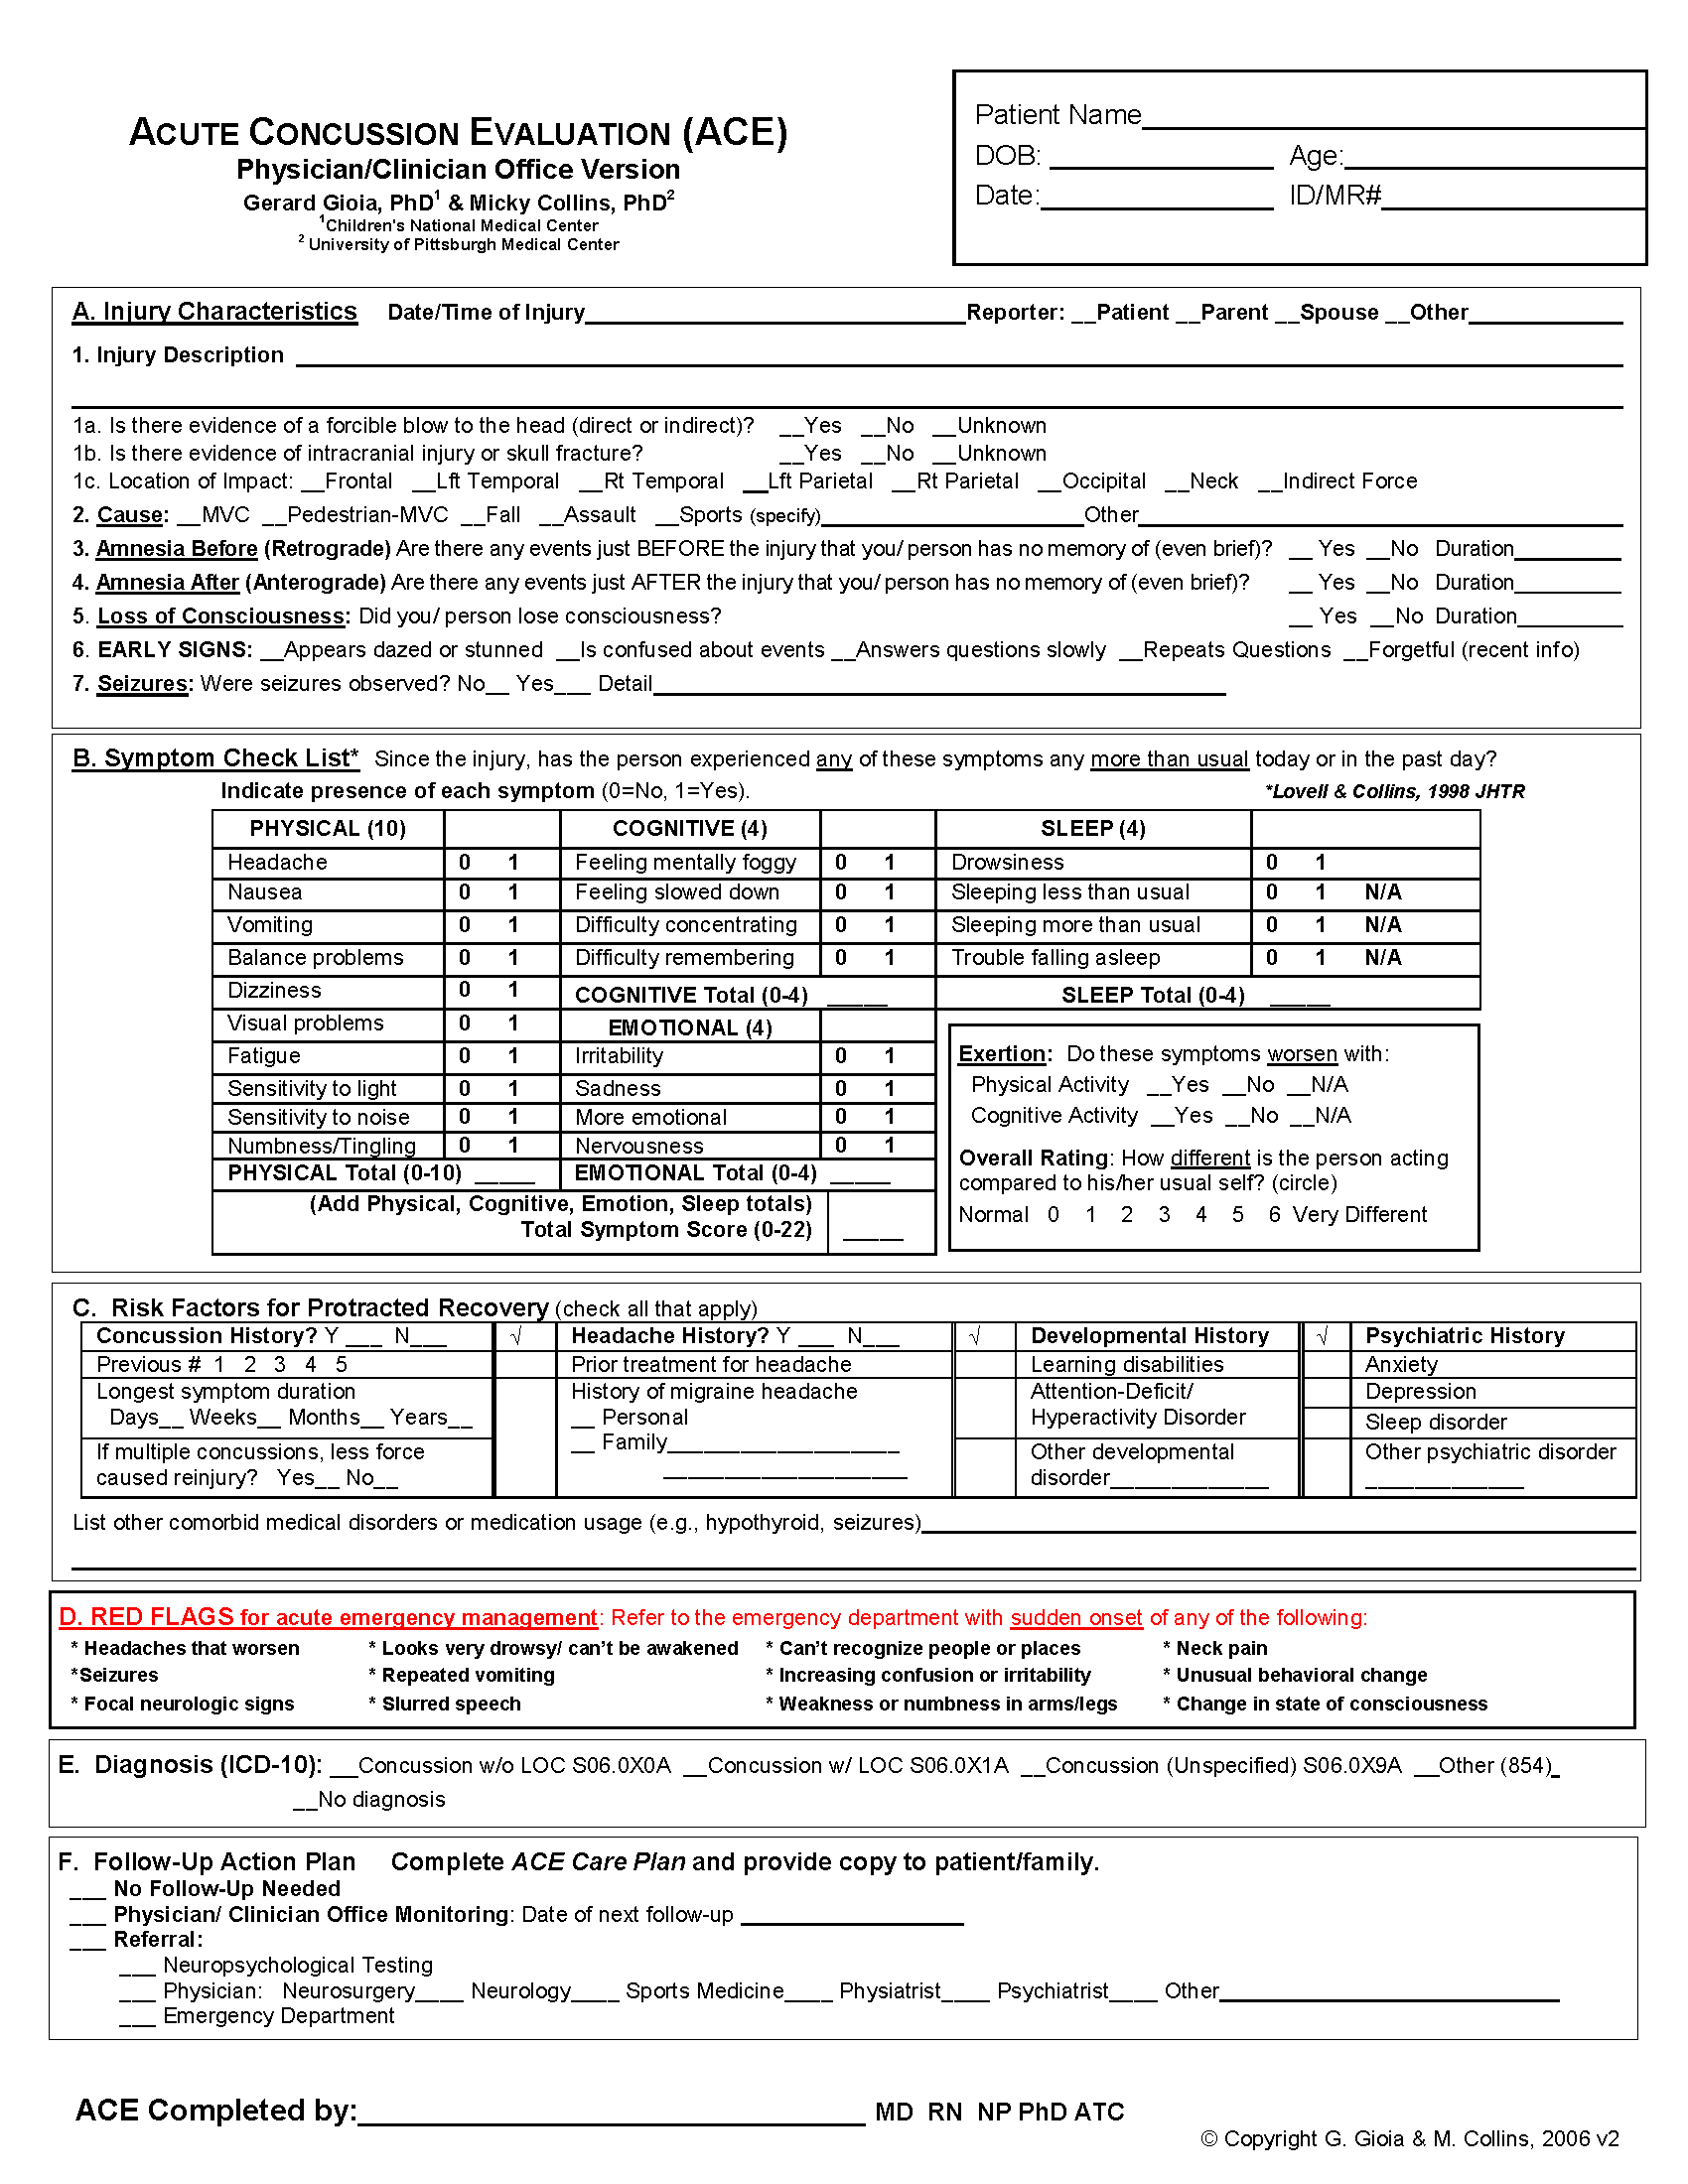 ACUTE CONCUSSION EVALUATION (ACE)
Physician/Clinician Office Version
Gerard Gioia, PhD1 & Micky Collins, PhD2
1Children's National Medical Center
2 University of Pittsburgh Medical Center
Patient Name____
DOB: ____ Age:____
Date:____ ID/MR#____
A. Injury Characteristics Date/Time of Injury____Reporter: __Patient __Parent __Spouse __Other____
1. Injury Description ____
1a. Is there evidence of a forcible blow to the head (direct or indirect)? __Yes __No __Unknown
1b. Is there evidence of intracranial injury or skull fracture? __Yes __No __Unknown
1c. Location of Impact: __Frontal __Lft Temporal __Rt Temporal __Lft Parietal __Rt Parietal __Occipital __Neck __Indirect Force
2. Cause: __MVC __Pedestrian-MVC __Fall __Assault __Sports (specify)____Other____
3. Amnesia Before (Retrograde) Are there any events just BEFORE the injury that you/ person has no memory of (even brief)? __ Yes __No Duration____
4. Amnesia After (Anterograde) Are there any events just AFTER the injury that you/ person has no memory of (even brief)? __ Yes __No Duration____
5. Loss of Consciousness: Did you/ person lose consciousness? __ Yes __No Duration____
6. EARLY SIGNS: __Appears dazed or stunned __Is confused about events __Answers questions slowly __Repeats Questions __Forgetful (recent info)
7. Seizures: Were seizures observed? No__ Yes___ Detail____
B. Symptom Check List* Since the injury, has the person experienced any of these symptoms any more than usual today or in the past day?
Indicate presence of each symptom (0=No, 1=Yes). *Lovell & Collins, 1998 JHTR
PHYSICAL (10) COGNITIVE (4) SLEEP (4)
Headache 0 1 Feeling mentally foggy 0 1 Drowsiness 0 1
Nausea 0 1 Feeling slowed down 0 1 Sleeping less than usual 0 1 N/A
Vomiting 0 1 Difficulty concentrating 0 1 Sleeping more than usual 0 1 N/A
Balance problems 0 1 Difficulty remembering 0 1 Trouble falling asleep 0 1 N/A
Dizziness 0 1 COGNITIVE Total (0-4) _____ SLEEP Total (0-4) _____
Visual problems 0 1 EMOTIONAL (4)
Fatigue 0 1 Irritability 0 1
Sensitivity to light 0 1 Sadness 0 1
Sensitivity to noise 0 1 More emotional 0 1
Numbness/Tingling 0 1 Nervousness 0 1
PHYSICAL Total (0-10) _____ EMOTIONAL Total (0-4) _____
(Add Physical, Cognitive, Emotion, Sleep totals)
Total Symptom Score (0-22) _____
Exertion: Do these symptoms worsen with:
Physical Activity __Yes __No __N/A
Cognitive Activity __Yes __No __N/A
Overall Rating: How different is the person acting
compared to his/her usual self? (circle)
Normal 0 1 2 3 4 5 6 Very Different
C. Risk Factors for Protracted Recovery (check all that apply)
Concussion History? Y ___ N___ √ Headache History? Y ___ N___ √ Developmental History √ Psychiatric History
Previous # 1 2 3 4 5 Prior treatment for headache Learning disabilities Anxiety
Longest symptom duration History of migraine headache Attention-Deficit/ Depression
Days__ Weeks__ Months__ Years__ __ Personal Hyperactivity Disorder Sleep disorder
__ Family____
If multiple concussions, less force Other developmental Other psychiatric disorder
caused reinjury? Yes__ No__ ____ disorder____ ____
List other comorbid medical disorders or medication usage (e.g., hypothyroid, seizures)____
D. RED FLAGS for acute emergency management: Refer to the emergency department with sudden onset of any of the following:
* Headaches that worsen * Looks very drowsy/ can't be awakened * Can't recognize people or places * Neck pain
*Seizures * Repeated vomiting * Increasing confusion or irritability * Unusual behavioral change
* Focal neurologic signs * Slurred speech * Weakness or numbness in arms/legs * Change in state of consciousness
E. Diagnosis (ICD-10): __Concussion w/o LOC S06.0X0A __Concussion w/ LOC S06.0X1A __Concussion (Unspecified) S06.0X9A __Other (854)_
__No diagnosis
F. Follow-Up Action Plan Complete ACE Care Plan and provide copy to patient/family.
___ No Follow-Up Needed
___ Physician/ Clinician Office Monitoring: Date of next follow-up ____
___ Referral:
___ Neuropsychological Testing
___ Physician: Neurosurgery____ Neurology____ Sports Medicine____ Physiatrist____ Psychiatrist____ Other____
___ Emergency Department
ACE Completed by:____ MD RN NP PhD ATC
© Copyright G. Gioia & M. Collins, 2006 v2